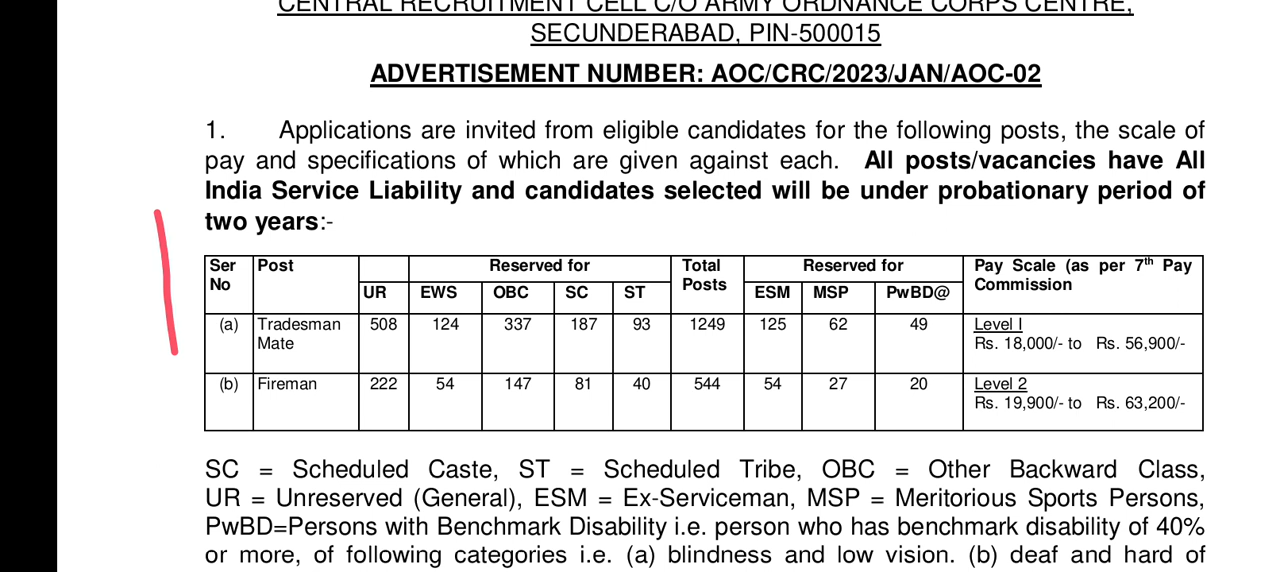 CENTRAL RECRUITMENT CELL C/O ARMY ORDNANCE CORPS CENTRE,
SECUNDERABAD, PIN-500015
ADVERTISEMENT NUMBER: AOC/CRC/2023/JAN/AOC-02
1. Applications are invited from eligible candidates for the following posts, the scale of
pay and specifications of which are given against each. All posts/vacancies have All
India Service Liability and candidates selected will be under probationary period of
two years:-
Ser No Post Reserved for Total Posts Reserved for Pay Scale (as per 7th Pay Commission
UR EWS OBC SC ST ESM MSP PwBD@
(a) Tradesman Mate 508 124 337 187 93 1249 125 62 49 Level I Rs. 18,000/- to Rs. 56,900/-
(b) Fireman 222 54 147 81 40 544 54 27 20 Level 2 Rs. 19,900/- to Rs. 63,200/-
SC = Scheduled Caste, ST = Scheduled Tribe, OBC = Other Backward Class,
UR = Unreserved (General), ESM = Ex-Serviceman, MSP = Meritorious Sports Persons,
PwBD=Persons with Benchmark Disability i.e. person who has benchmark disability of 40%
or more, of following categories i.e. (a) blindness and low vision. (b) deaf and hard of